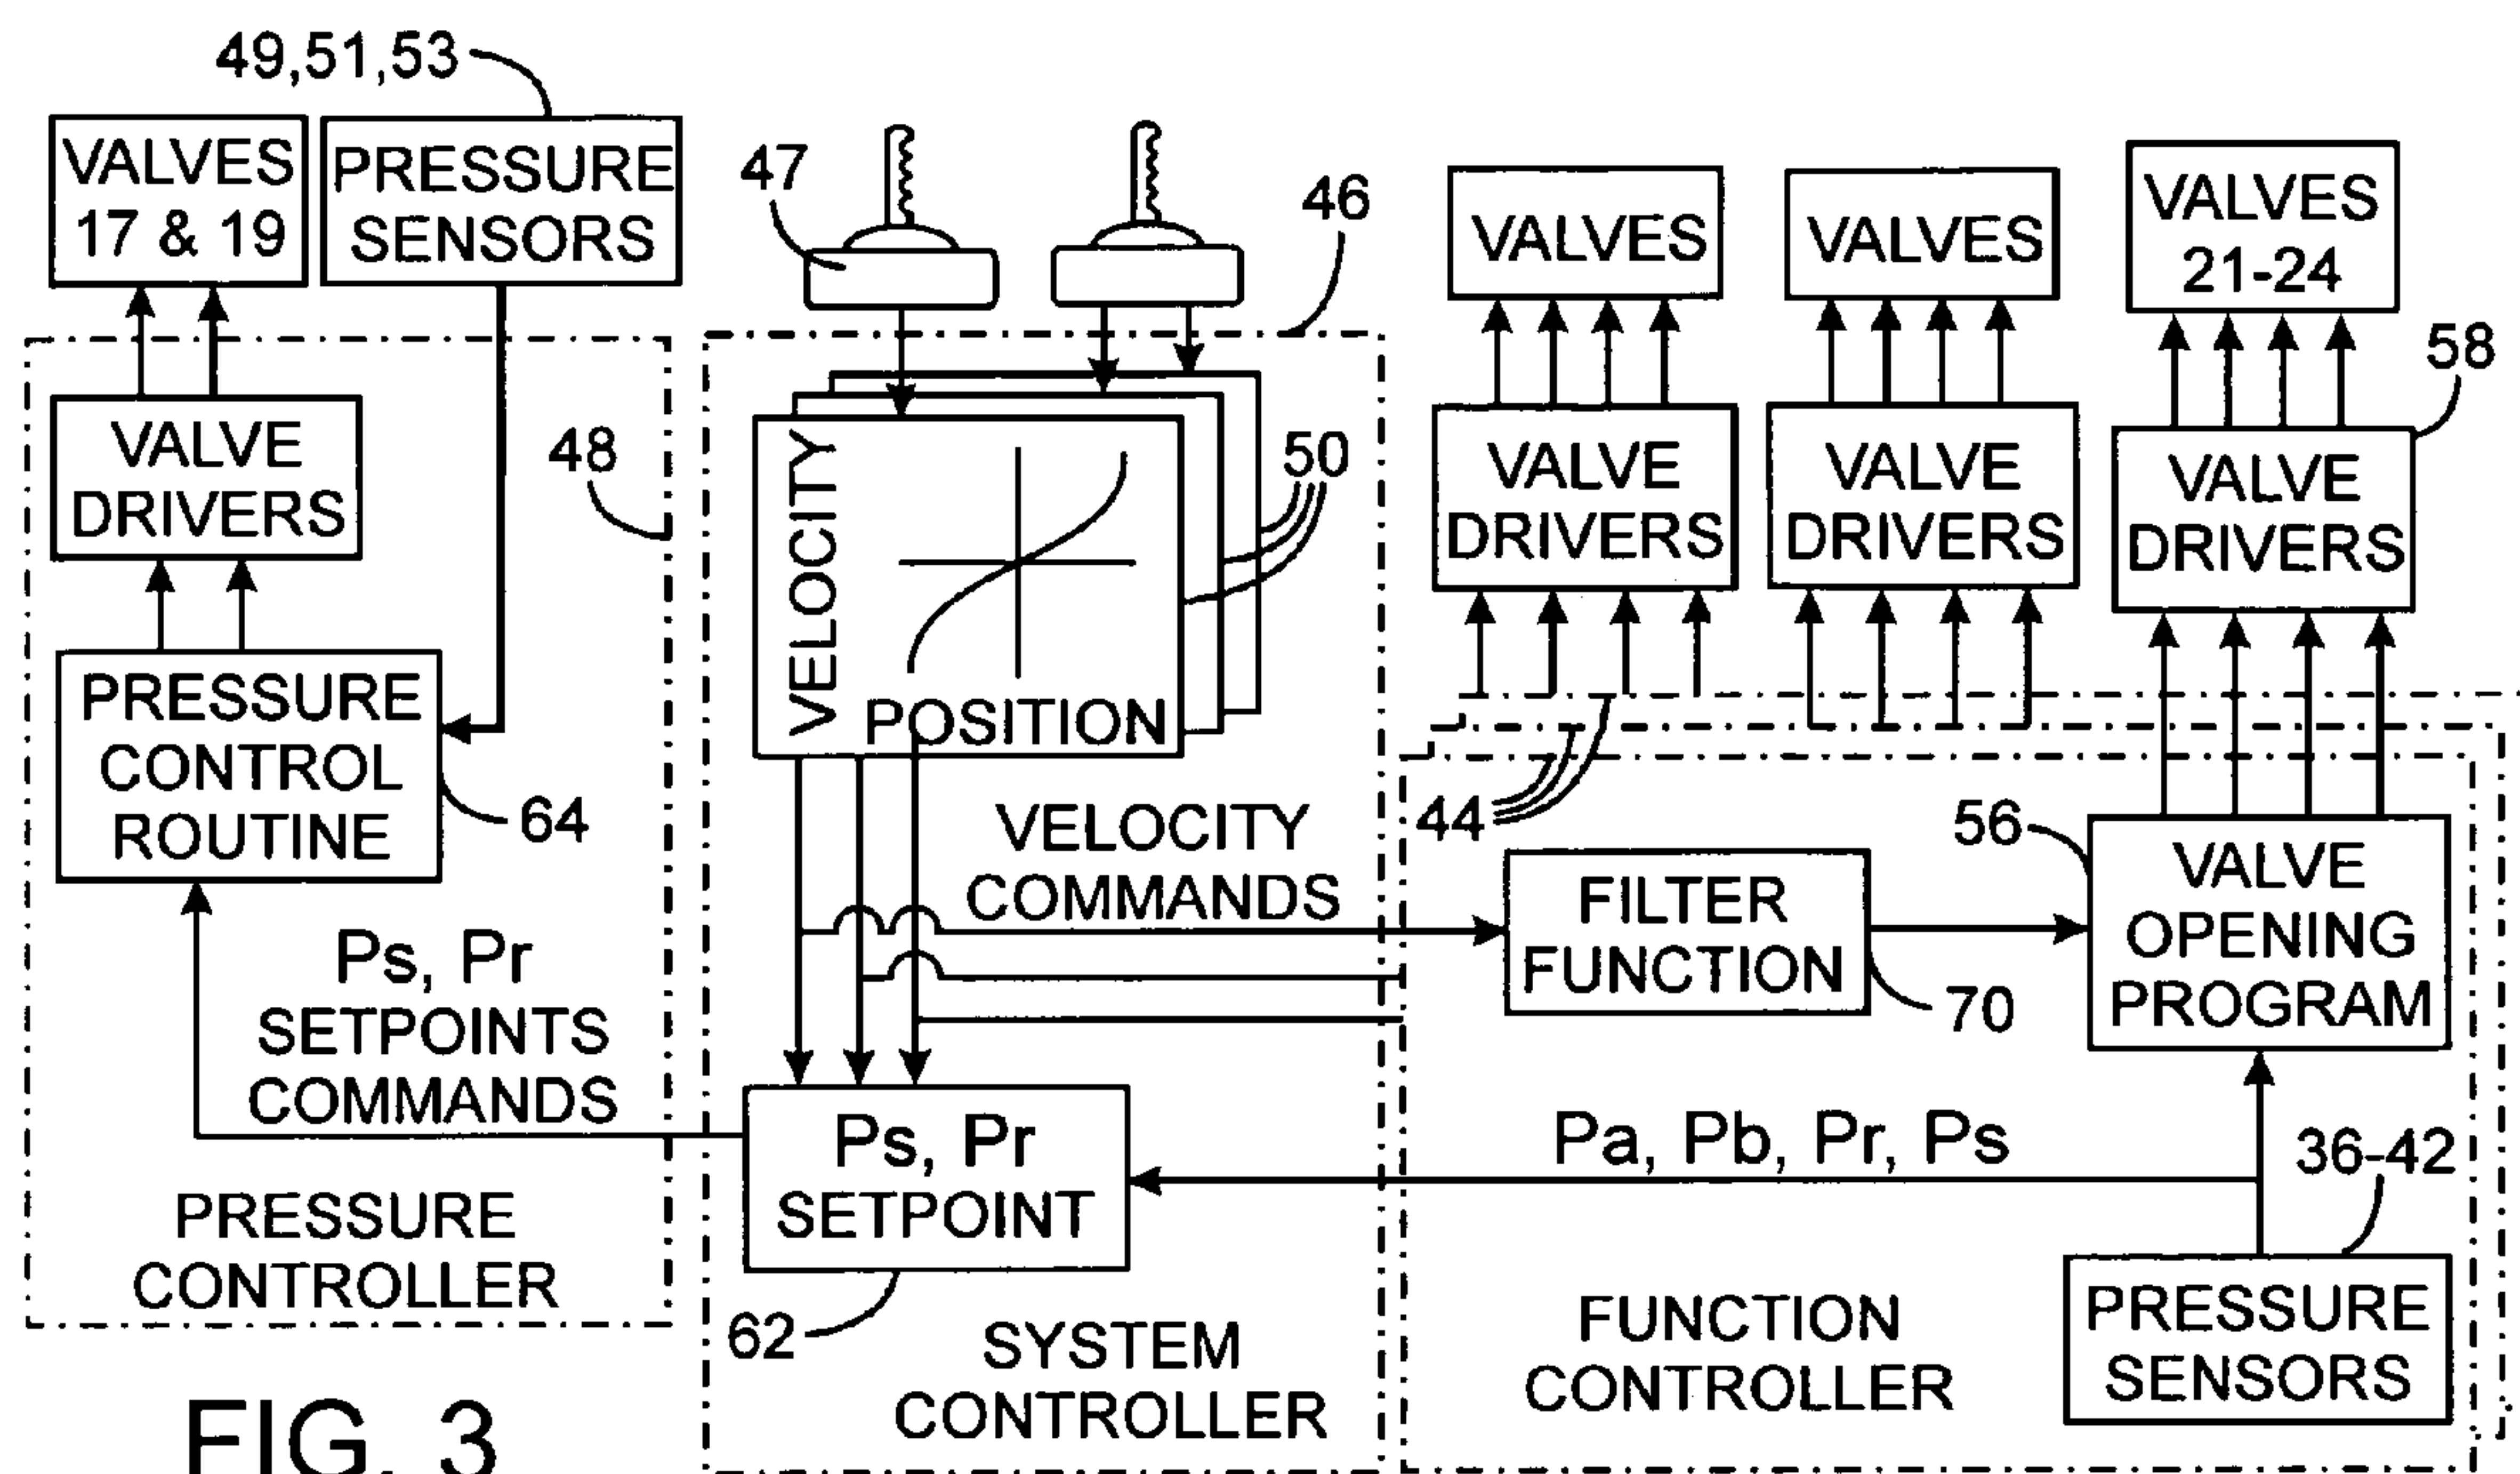 49,51,53
VALVES
17 & 19
PRESSURE
SENSORS
47
46
VALVES
VALVES
VALVES
21-24
58
VALVE
DRIVERS
48
VELOCITY
POSITION
50
VALVE
DRIVERS
VALVE
DRIVERS
VALVE
DRIVERS
PRESSURE
CONTROL
ROUTINE
64
VELOCITY
COMMANDS
44
56
FILTER
FUNCTION
70
VALVE
OPENING
PROGRAM
Ps, Pr
SETPOINTS
COMMANDS
Ps, Pr
SETPOINT
62
Pa, Pb, Pr, Ps
36-42
PRESSURE
SENSORS
PRESSURE
CONTROLLER
SYSTEM
CONTROLLER
FUNCTION
CONTROLLER
FIG. 3